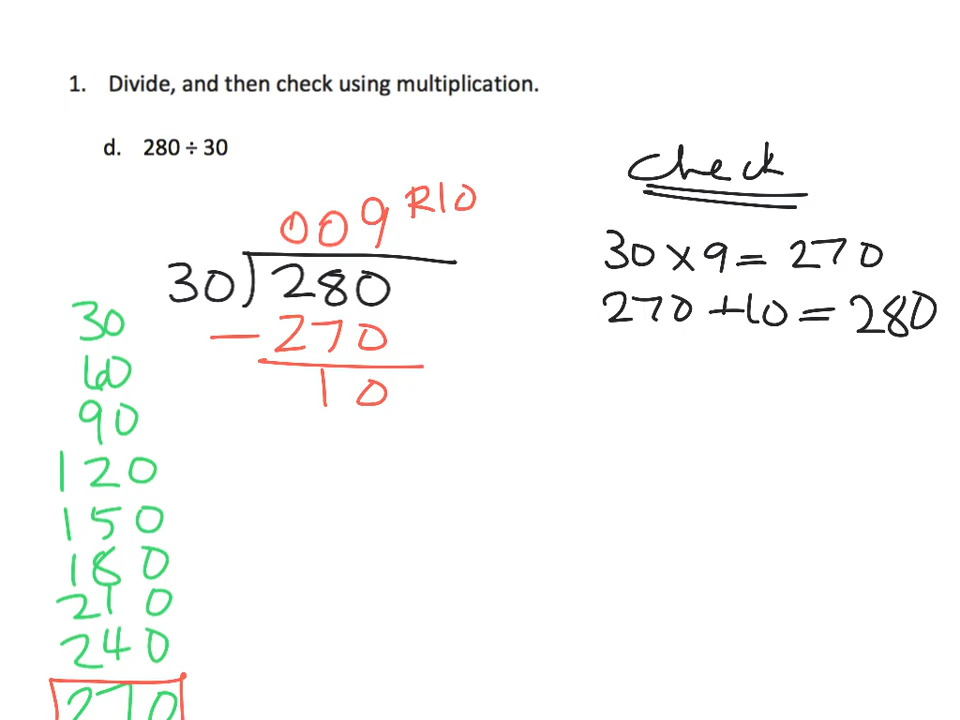 1. Divide, and then check using multiplication.
d. 280 ÷ 30
Check
009 R10
30)280
30 × 9 = 270
270 + 10 = 280
30
- 270
60
10
90
120
150
180
210
240
270